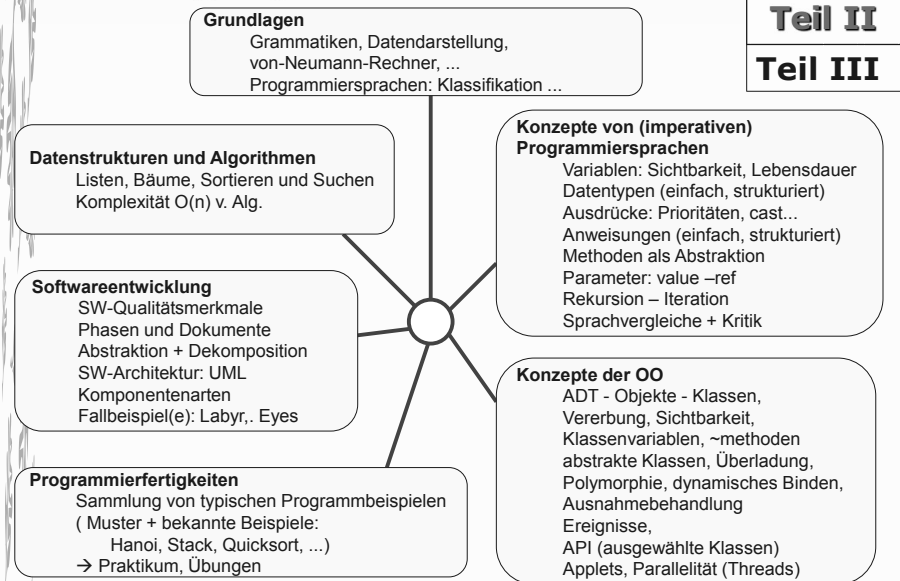 Teil II
Teil III
Grundlagen
Grammatiken, Datendarstellung,
von-Neumann-Rechner, ...
Programmiersprachen: Klassifikation ...
Datenstrukturen und Algorithmen
Listen, Bäume, Sortieren und Suchen
Komplexität O(n) v. Alg.
Konzepte von (imperativen)
Programmiersprachen
Variablen: Sichtbarkeit, Lebensdauer
Datentypen (einfach, strukturiert)
Ausdrücke: Prioritäten, cast...
Anweisungen (einfach, strukturiert)
Methoden als Abstraktion
Parameter: value –ref
Rekursion – Iteration
Sprachvergleiche + Kritik
Softwareentwicklung
SW-Qualitätsmerkmale
Phasen und Dokumente
Abstraktion + Dekomposition
SW-Architektur: UML
Komponentenarten
Fallbeispiel(e): Labyr,. Eyes
Konzepte der OO
ADT - Objekte - Klassen,
Vererbung, Sichtbarkeit,
Klassenvariablen, ~methoden
abstrakte Klassen, Überladung,
Polymorphie, dynamisches Binden,
Ausnahmebehandlung
Ereignisse,
API (ausgewählte Klassen)
Applets, Parallelität (Threads)
Programmierfertigkeiten
Sammlung von typischen Programmbeispielen
( Muster + bekannte Beispiele:
Hanoi, Stack, Quicksort, ...)
→ Praktikum, Übungen